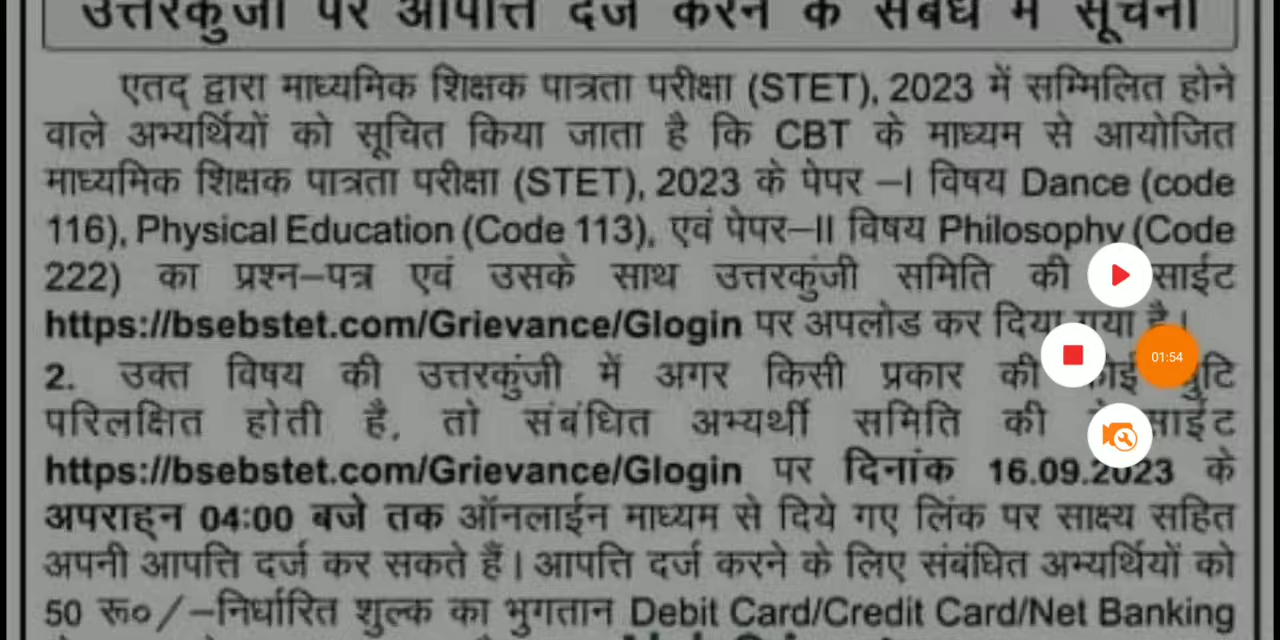 उत्तरकुंजी पर आपत्ति दर्ज करने के संबंध में सूचना
एतद् द्वारा माध्यमिक शिक्षक पात्रता परीक्षा (STET), 2023 में सम्मिलित होने
वाले अभ्यर्थियों को सूचित किया जाता है कि CBT के माध्यम से आयोजित
माध्यमिक शिक्षक पात्रता परीक्षा (STET), 2023 के पेपर –I विषय Dance (code
116), Physical Education (Code 113), एवं पेपर–II विषय Philosophy (Code
222) का प्रश्न–पत्र एवं उसके साथ उत्तरकुंजी समिति की साईट
https://bsebstet.com/Grievance/Glogin पर अपलोड कर दिया गया है।
2. उक्त विषय की उत्तरकुंजी में अगर किसी प्रकार की
01:54
परिलक्षित होती है, तो संबंधित अभ्यर्थी समिति की
https://bsebstet.com/Grievance/Glogin पर दिनांक 16.09.2023 के
अपराह्न 04:00 बजे तक ऑनलाईन माध्यम से दिये गए लिंक पर साक्ष्य सहित
अपनी आपत्ति दर्ज कर सकते हैं। आपत्ति दर्ज करने के लिए संबंधित अभ्यर्थियों को
50 रू०/–निर्धारित शुल्क का भुगतान Debit Card/Credit Card/Net Banking